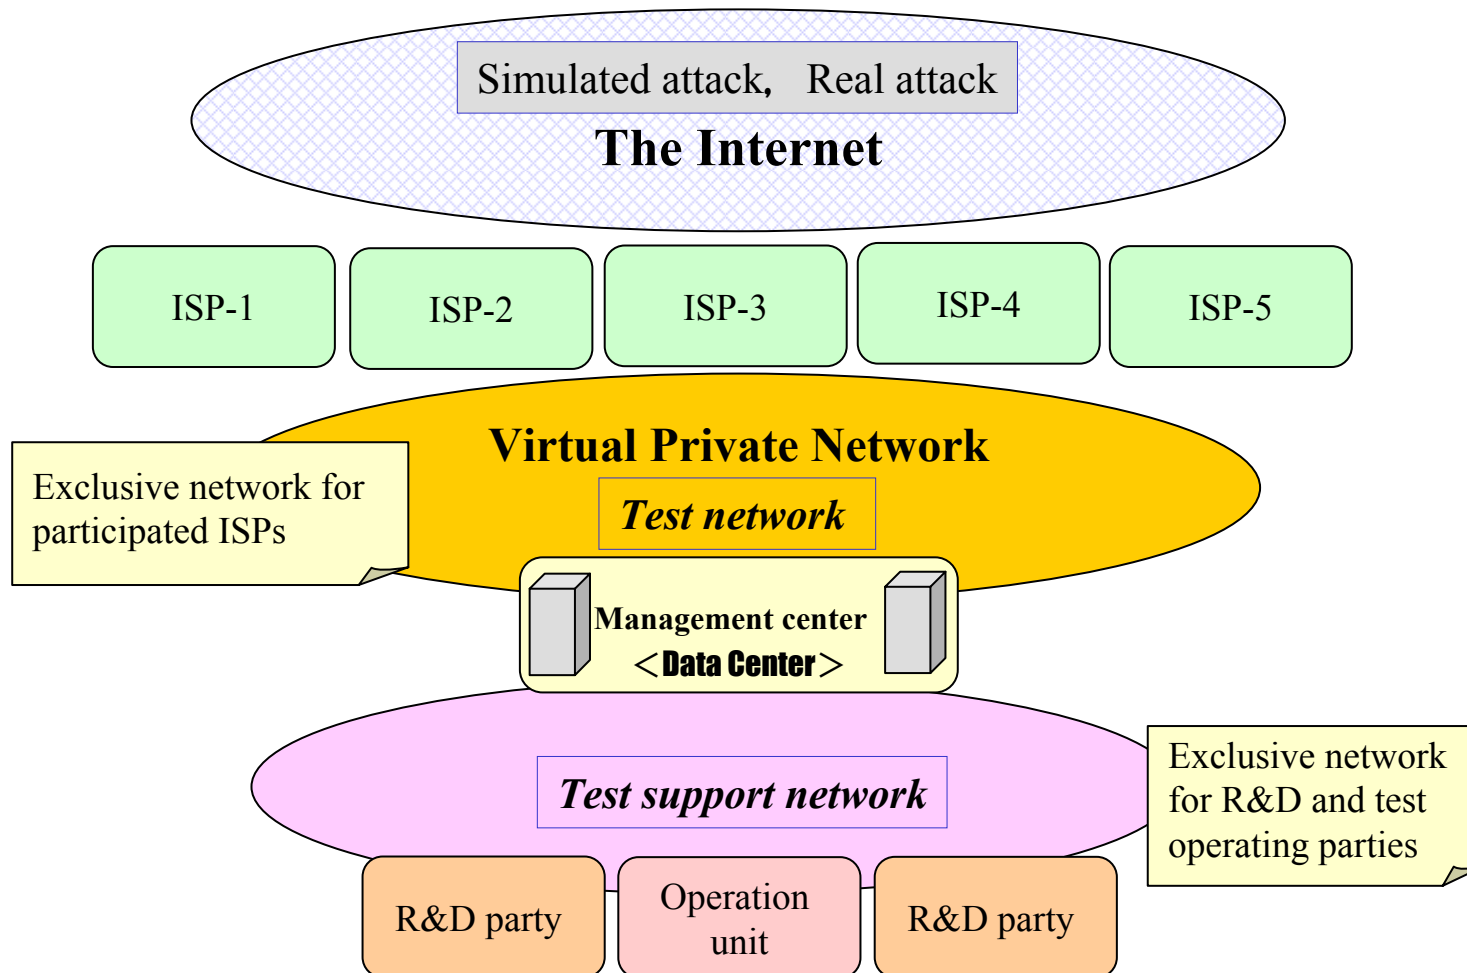 Simulated attack, Real attack
The Internet
ISP-1
ISP-2
ISP-3
ISP-4
ISP-5
Virtual Private Network
Exclusive network for
participated ISPs
Test network
Management center
＜Data Center＞
Test support network
Exclusive network
for R&D and test
operating parties
R&D party
Operation
unit
R&D party